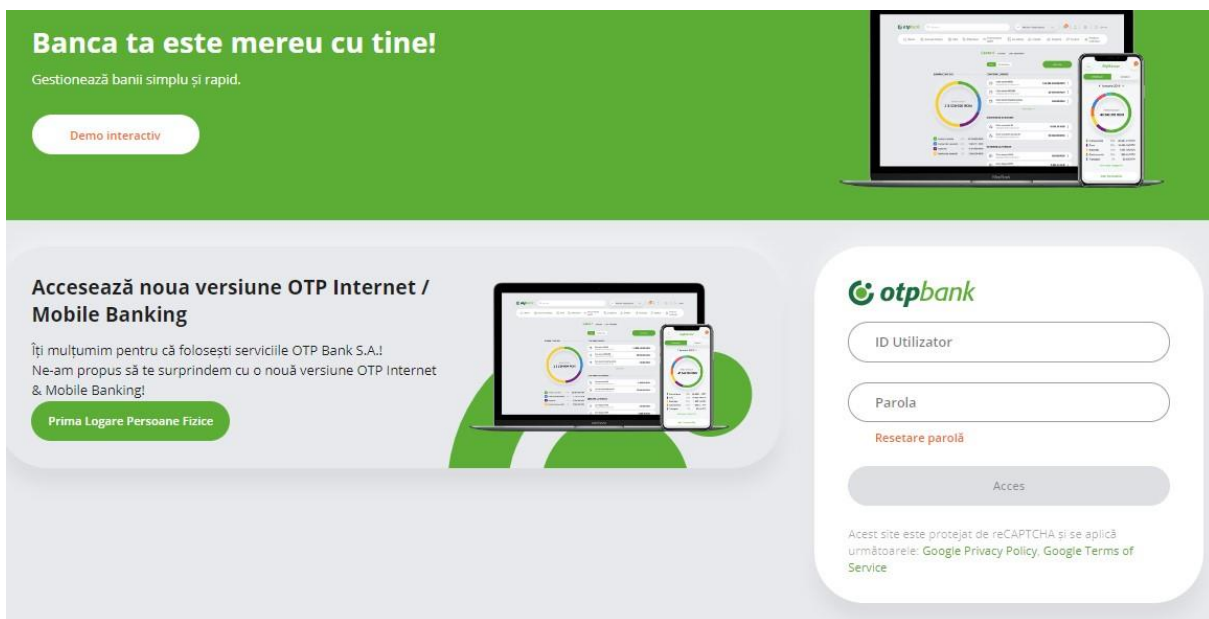 Banca ta este mereu cu tine!
Gestionează banii simplu și rapid.
Demo interactiv
Accesează noua versiune OTP Internet /
Mobile Banking
Îți mulțumim pentru că folosești serviciile OTP Bank S.A.!
Ne-am propus să te surprindem cu o nouă versiune OTP Internet
& Mobile Banking!
Prima Logare Persoane Fizice
otpbank
ID Utilizator
Parola
Resetare parolă
Acces
Acest site este protejat de reCAPTCHA și se aplică
următoarele: Google Privacy Policy, Google Terms of
Service